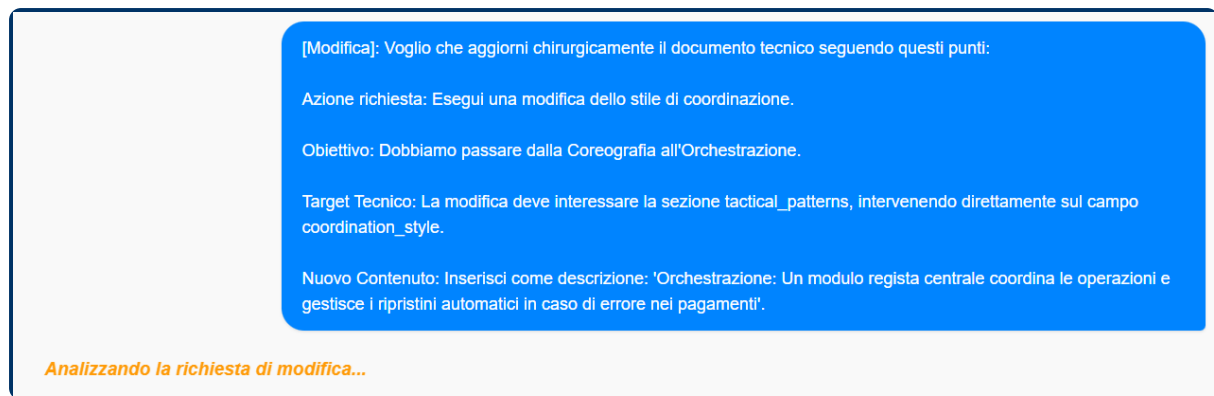 [Modifica]: Voglio che aggiorni chirurgicamente il documento tecnico seguendo questi punti:
Azione richiesta: Esegui una modifica dello stile di coordinazione.
Obiettivo: Dobbiamo passare dalla Coreografia all'Orchestrazione.
Target Tecnico: La modifica deve interessare la sezione tactical_patterns, intervenendo direttamente sul campo
coordination_style.
Nuovo Contenuto: Inserisci come descrizione: 'Orchestrazione: Un modulo regista centrale coordina le operazioni e
gestisce i ripristini automatici in caso di errore nei pagamenti'.
Analizzando la richiesta di modifica...